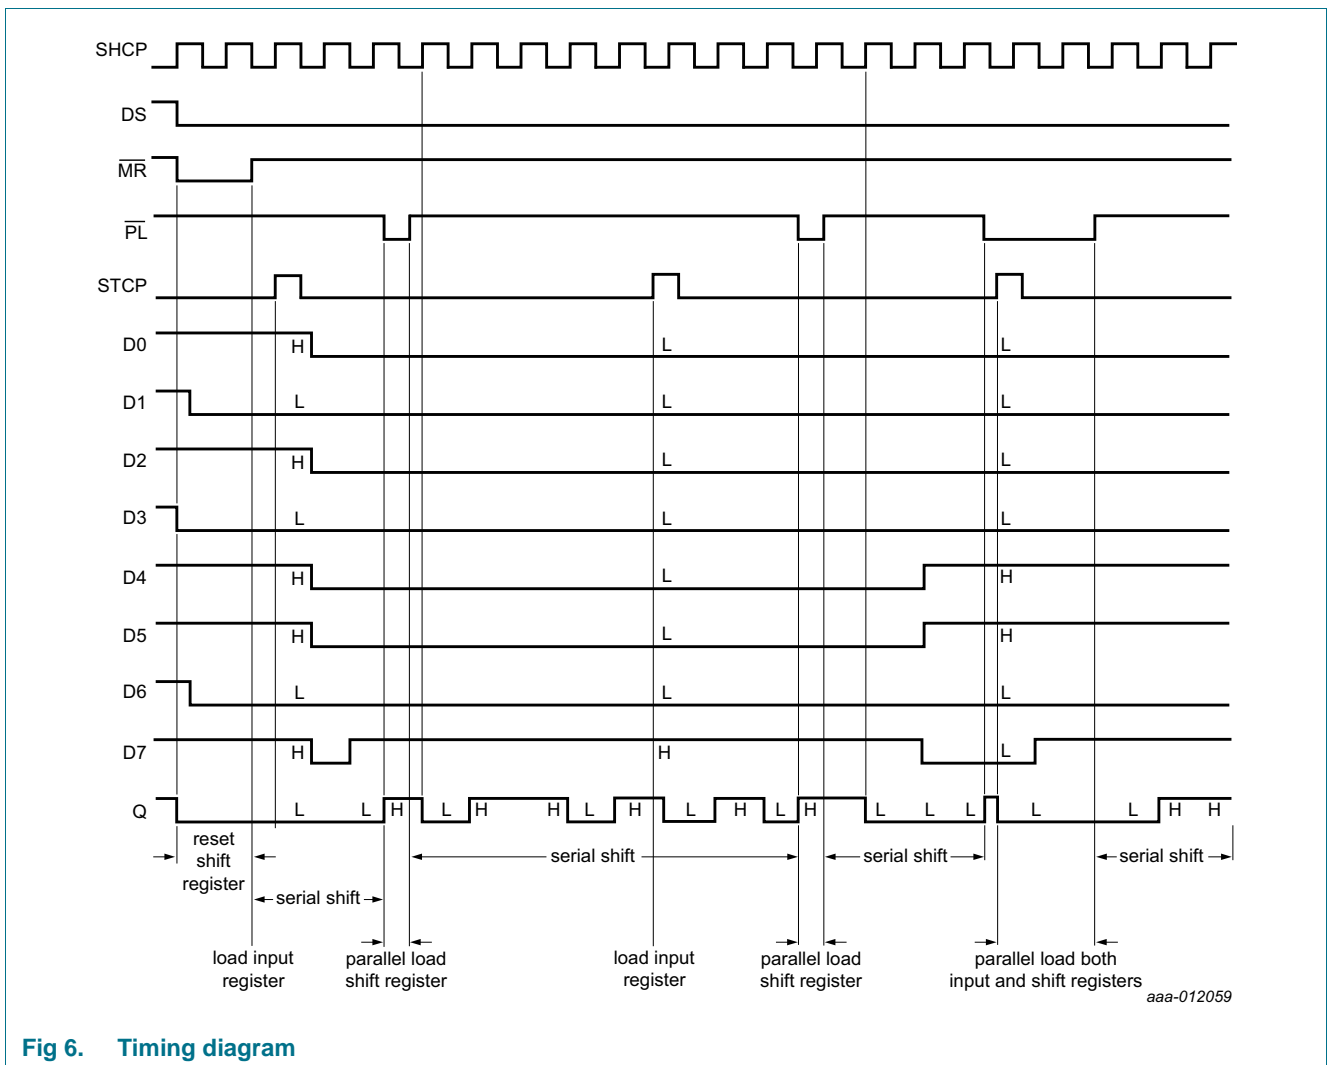 SHCP
DS
MR
PL
STCP
D0 H L L
D1 L L L
D2 H L L
D3 L L L
D4 H L H
D5 H L H
D6 L L L
D7 H H L
Q L L H L H H L H L H L H L L L L L H H
reset
shift
register
serial shift
serial shift
serial shift
serial shift
load input
register
parallel load
shift register
load input
register
parallel load
shift register
parallel load both
input and shift registers
aaa-012059
Fig 6. Timing diagram